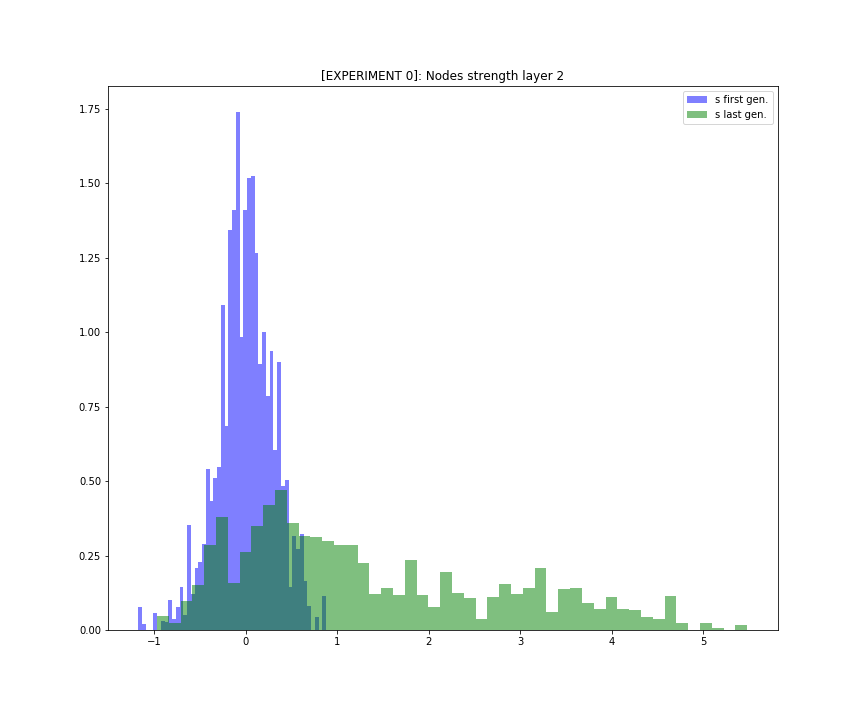 [EXPERIMENT 0]: Nodes strength layer 2
s first gen.
s last gen.
1.75
1.50
1.25
1.00
0.75
0.50
0.25
0.00
−1 0 1 2 3 4 5